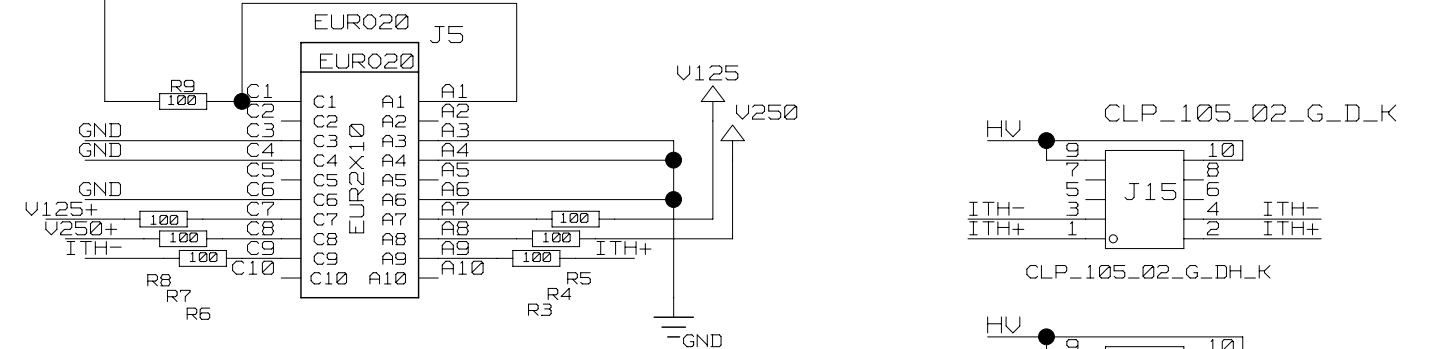 EURO20
J5
EURO20
V125
V250
R9
100
C1 C1 A1 A1
C2 C2 A2 A2
GND C3 C3 A3 A3
GND C4 C4 A4 A4
C5 C5 A5 A5
GND C6 C6 A6 A6
V125+ 100 C7 C7 A7 A7 100
V250+ 100 C8 C8 A8 A8 100
ITH- 100 C9 C9 A9 A9 100 ITH+
C10 C10 A10 A10
EUR2X10
R8
R7
R6
R5
R4
R3
GND
CLP_105_02_G_D_K
HV
9 10
7 8
5 6
J15
ITH- 3 4 ITH-
ITH+ 1 2 ITH+
CLP_105_02_G_DH_K
HV
9 10